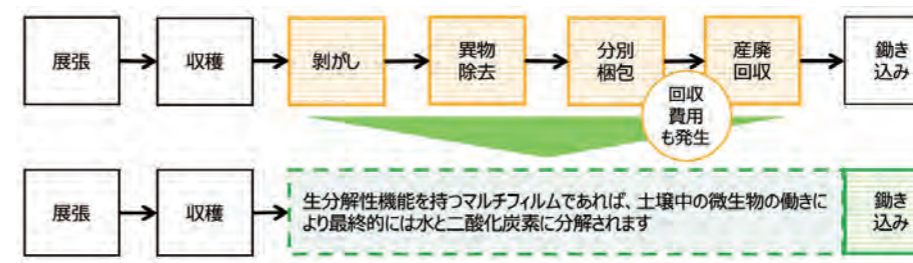 展張
収穫
剝がし
異物
除去
分別
梱包
産廃
回収
鋤き
込み
回収
費用
も発生
展張
収穫
生分解性機能を持つマルチフィルムであれば、土壌中の微生物の働きに
より最終的には水と二酸化炭素に分解されます
鋤き
込み